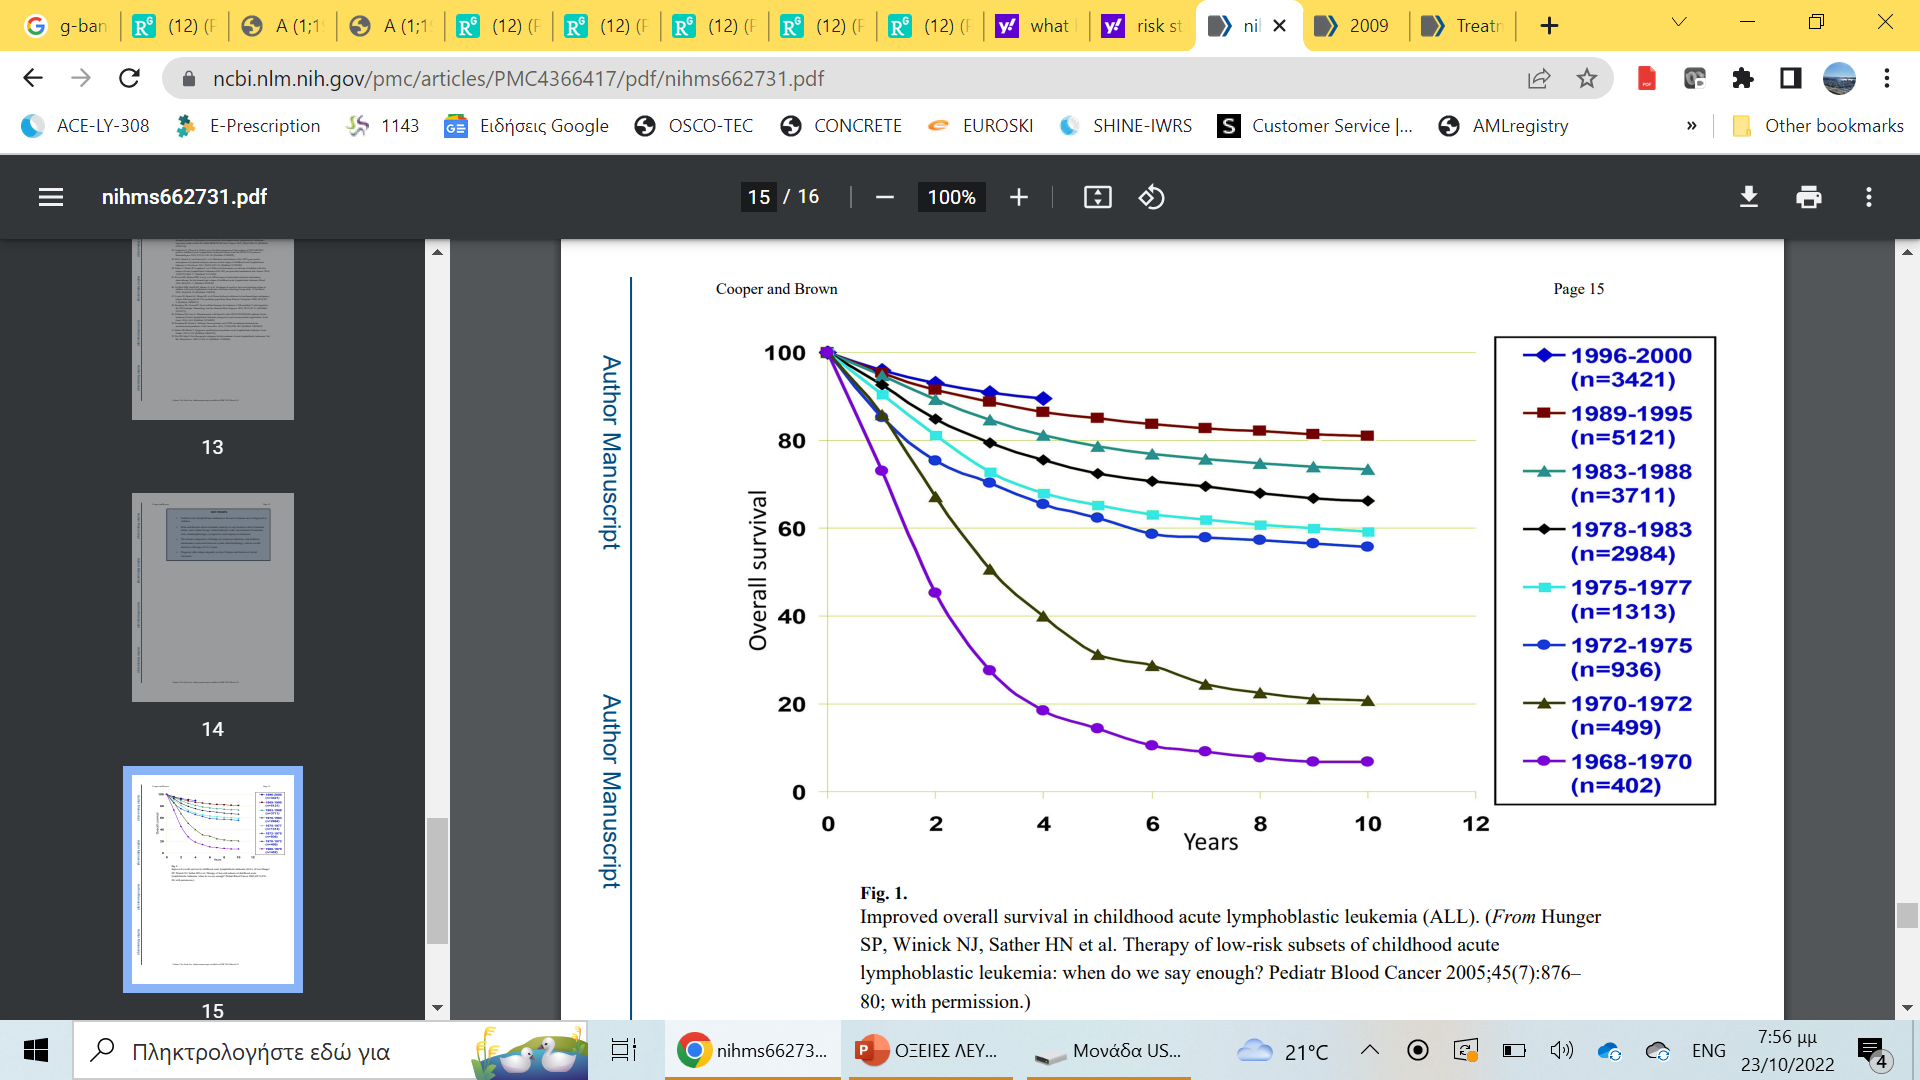 g-ban
(12) (F
A (1;1
A (1;1
(12) (F
(12) (F
(12) (F
(12) (F
(12) (F
what
risk st
nil
2009
Treatn
ncbi.nlm.nih.gov/pmc/articles/PMC4366417/pdf/nihms662731.pdf
ACE-LY-308
E-Prescription
1143
Ειδήσεις Google
OSCO-TEC
CONCRETE
EUROSKI
SHINE-IWRS
Customer Service |...
AMLregistry
»
Other bookmarks
nihms662731.pdf
15 / 16
100%
13
14
15
Cooper and Brown
Page 15
Author Manuscript
Author Manuscript
Overall survival
100
80
60
40
20
0
0 2 4 6 8 10 12
Years
1996-2000
(n=3421)
1989-1995
(n=5121)
1983-1988
(n=3711)
1978-1983
(n=2984)
1975-1977
(n=1313)
1972-1975
(n=936)
1970-1972
(n=499)
1968-1970
(n=402)
Fig. 1.
Improved overall survival in childhood acute lymphoblastic leukemia (ALL). (From Hunger
SP, Winick NJ, Sather HN et al. Therapy of low-risk subsets of childhood acute
lymphoblastic leukemia: when do we say enough? Pediatr Blood Cancer 2005;45(7):876–
80; with permission.)
Πληκτρολογήστε εδώ για
nihms66273...
ΟΞΕΙΕΣ ΛΕΥ...
Μονάδα US...
21°C
ENG
7:56 μμ
23/10/2022
4